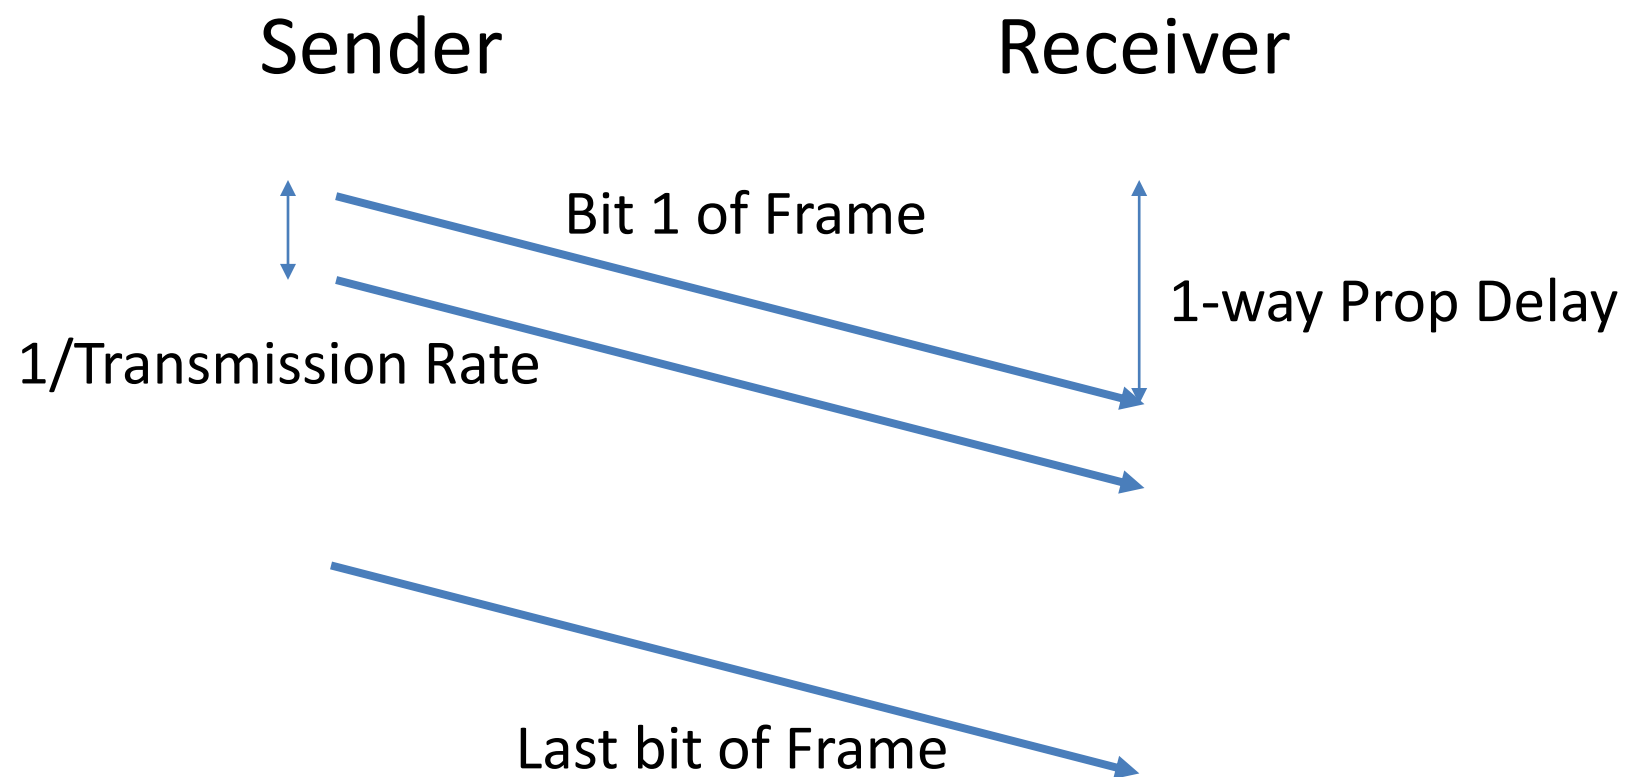 Sender
Receiver
Bit 1 of Frame
1-way Prop Delay
1/Transmission Rate
Last bit of Frame